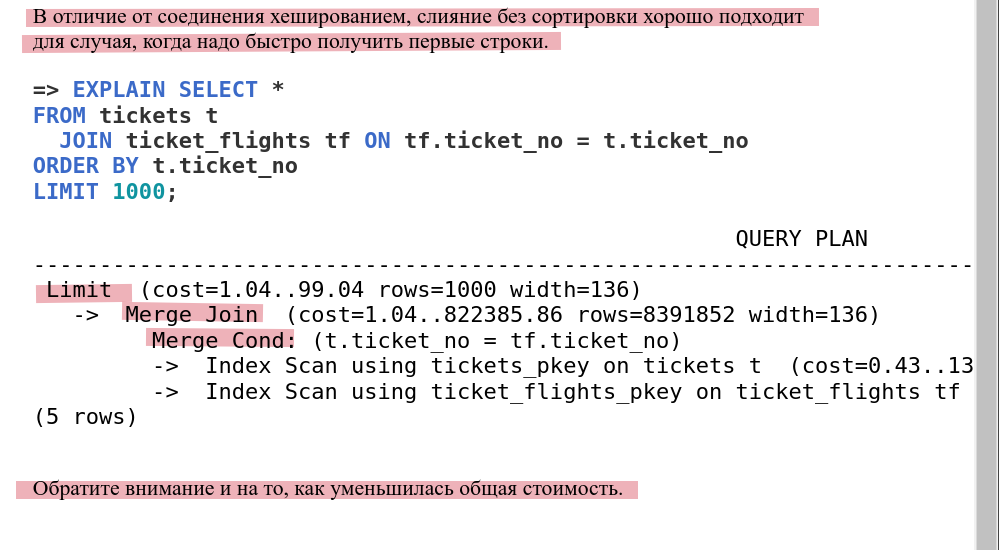 В отличие от соединения хешированием, слияние без сортировки хорошо подходит
для случая, когда надо быстро получить первые строки.
=> EXPLAIN SELECT *
FROM tickets t
  JOIN ticket_flights tf ON tf.ticket_no = t.ticket_no
ORDER BY t.ticket_no
LIMIT 1000;
QUERY PLAN
-----------------------------------------------------------------------
 Limit  (cost=1.04..99.04 rows=1000 width=136)
   ->  Merge Join  (cost=1.04..822385.86 rows=8391852 width=136)
         Merge Cond: (t.ticket_no = tf.ticket_no)
         ->  Index Scan using tickets_pkey on tickets t  (cost=0.43..13
         ->  Index Scan using ticket_flights_pkey on ticket_flights tf
(5 rows)
Обратите внимание и на то, как уменьшилась общая стоимость.